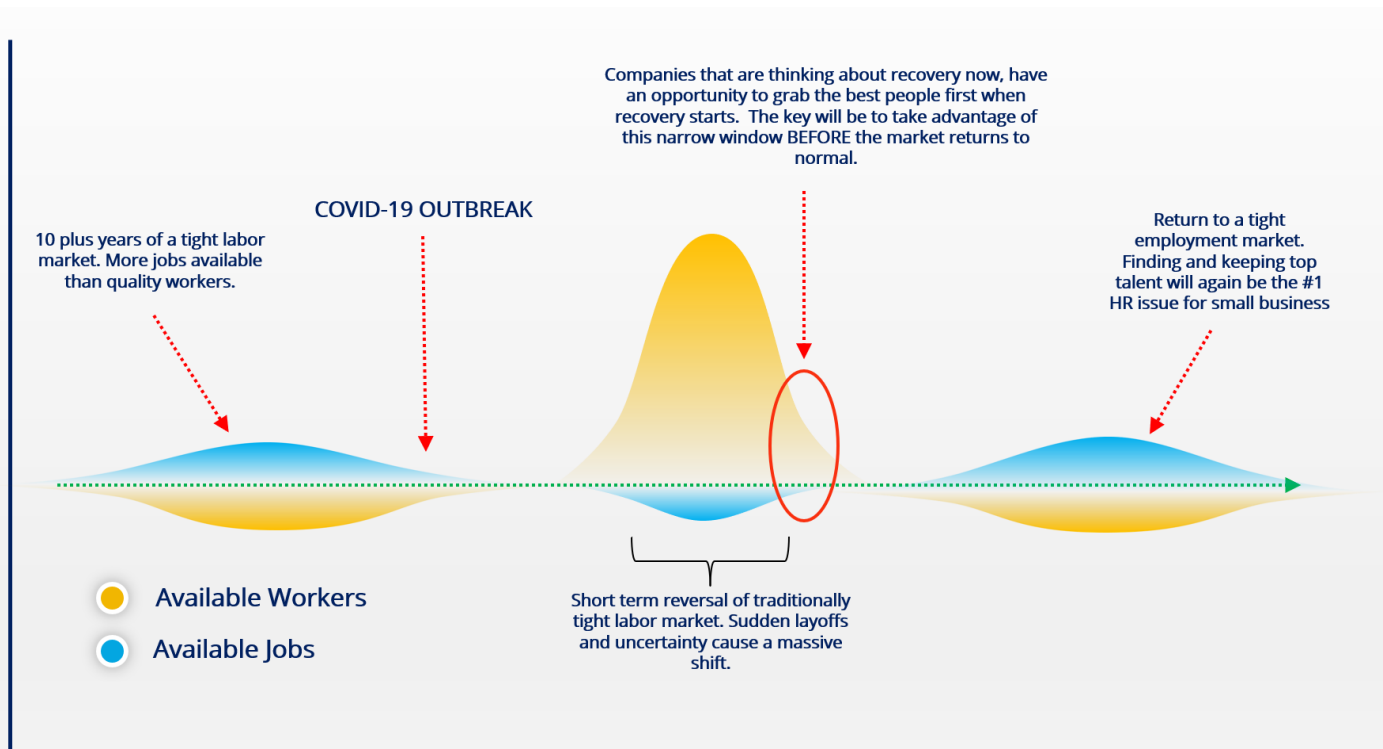 Companies that are thinking about recovery now, have
an opportunity to grab the best people first when
recovery starts.  The key will be to take advantage of
this narrow window BEFORE the market returns to
normal.
COVID-19 OUTBREAK
10 plus years of a tight labor
market. More jobs available
than quality workers.
Return to a tight
employment market.
Finding and keeping top
talent will again be the #1
HR issue for small business
Available Workers
Available Jobs
Short term reversal of traditionally
tight labor market. Sudden layoffs
and uncertainty cause a massive
shift.